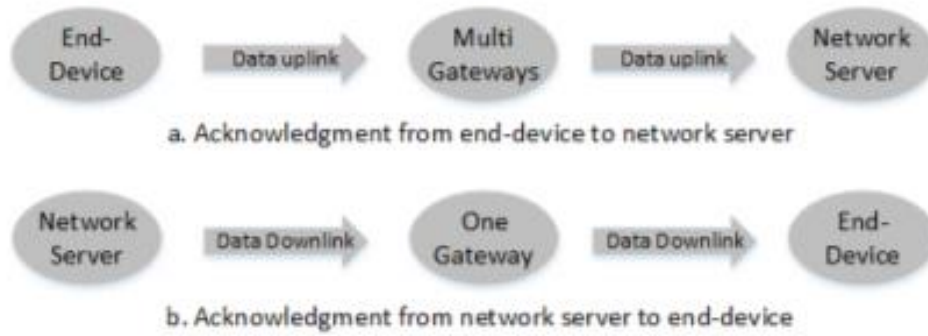 End-
Device
Data uplink
Multi
Gateways
Data uplink
Network
Server
a. Acknowledgment from end-device to network server
Network
Server
Data Downlink
One
Gateway
Data Downlink
End-
Device
b. Acknowledgment from network server to end-device